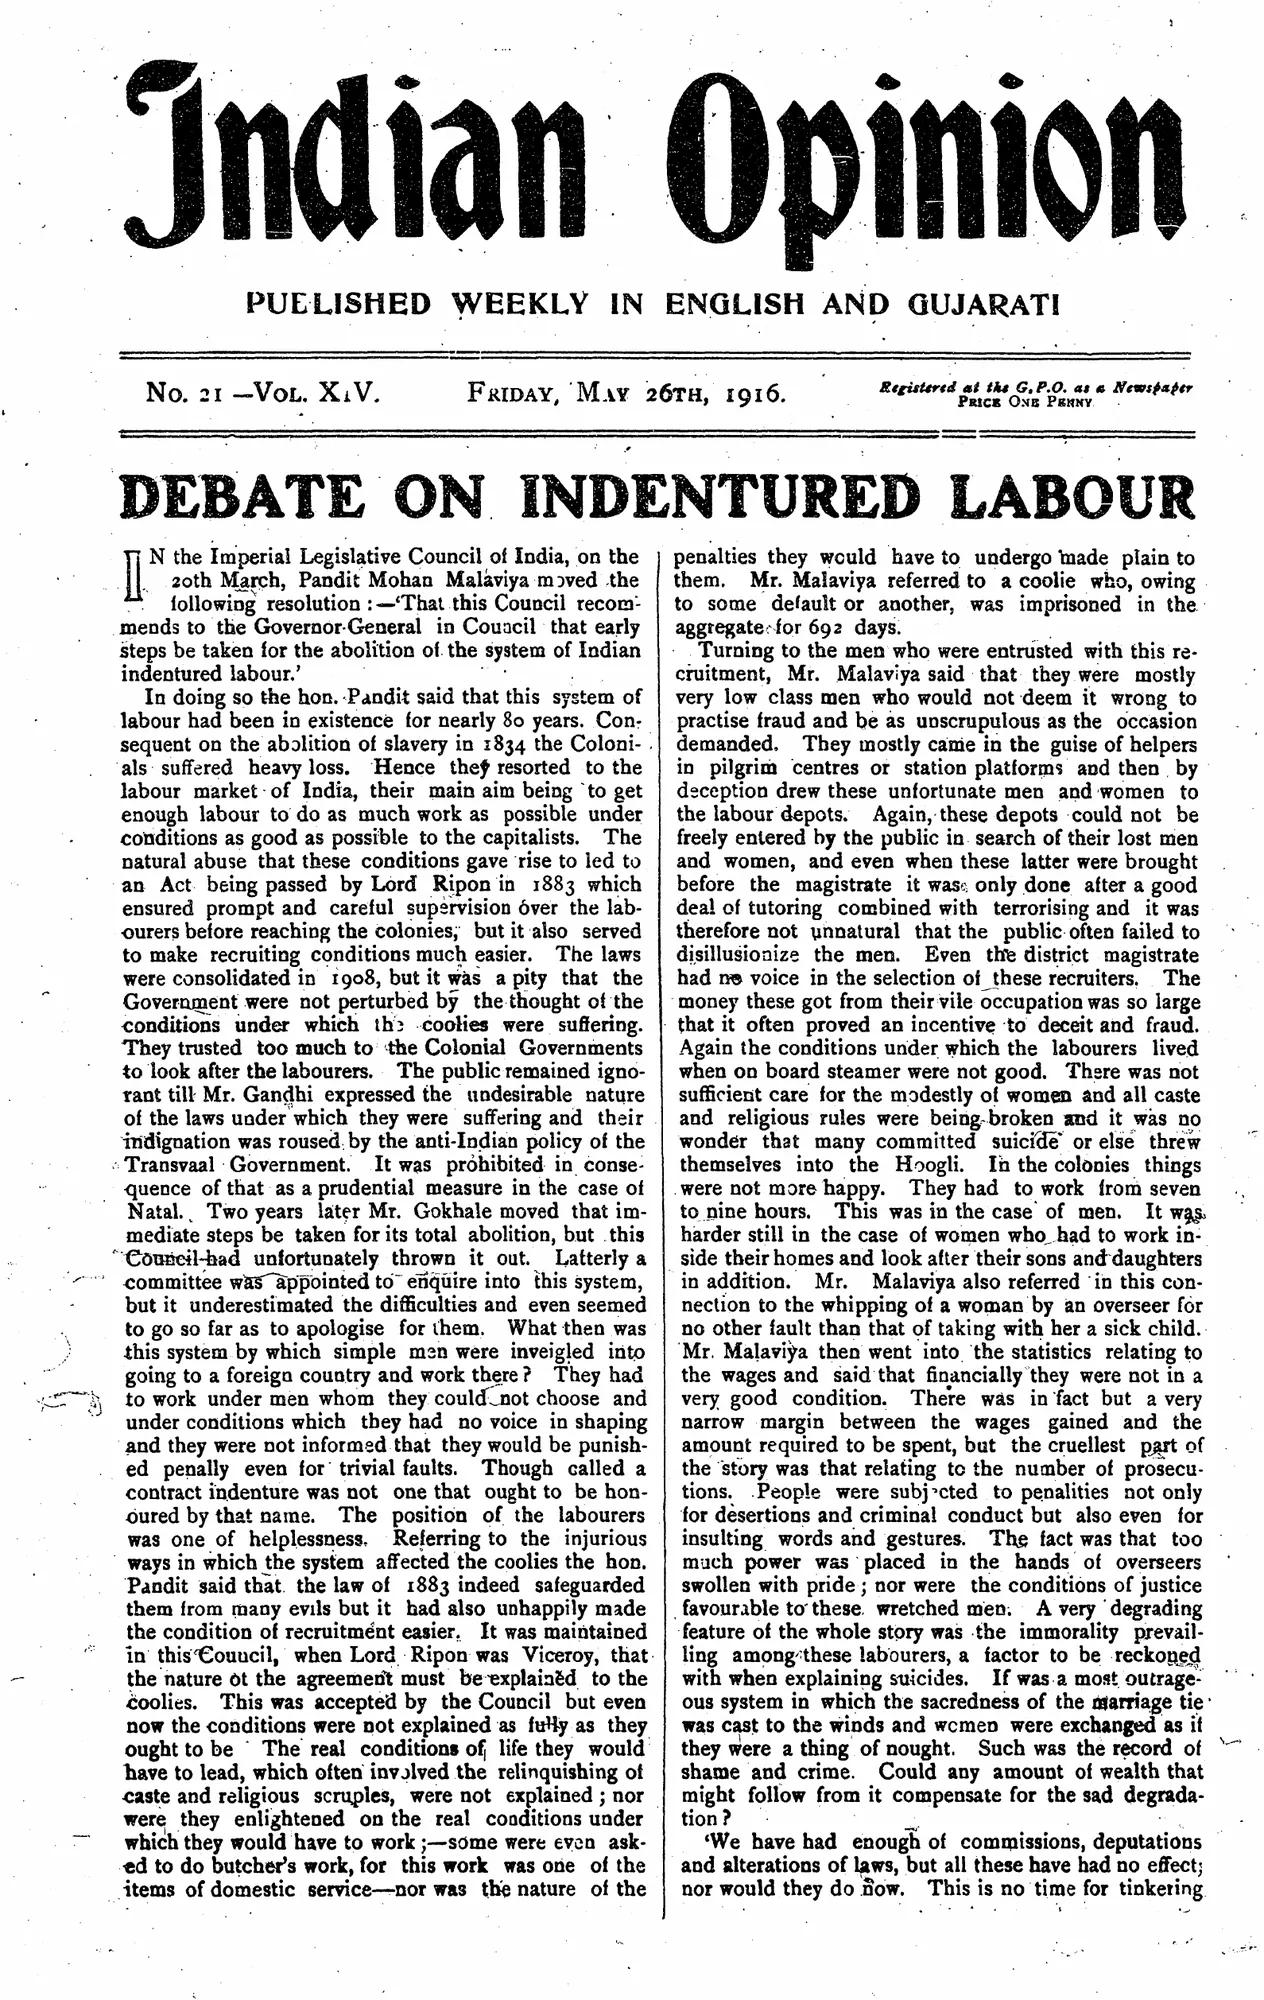 Indian Opinion
PUBLISHED WEEKLY IN ENGLISH AND GUJARATI
No. 21 —Vol. XIV.
Friday, May 26th, 1916.
Registered at the G.P.O. as a Newspaper
Price One Penny
DEBATE ON INDENTURED LABOUR
IN the Imperial Legislative Council of India, on the
20th March, Pandit Mohan Malaviya moved the
following resolution :—'That this Council recom-
mends to the Governor-General in Council that early
steps be taken for the abolition of the system of Indian
indentured labour.'
In doing so the hon. Pandit said that this system of
labour had been in existence for nearly 80 years. Con-
sequent on the abolition of slavery in 1834 the Coloni-
als suffered heavy loss. Hence they resorted to the
labour market of India, their main aim being to get
enough labour to do as much work as possible under
conditions as good as possible to the capitalists. The
natural abuse that these conditions gave rise to led to
an Act being passed by Lord Ripon in 1883 which
ensured prompt and careful supervision over the lab-
ourers before reaching the colonies, but it also served
to make recruiting conditions much easier. The laws
were consolidated in 1908, but it was a pity that the
Government were not perturbed by the thought of the
conditions under which the coolies were suffering.
They trusted too much to the Colonial Governments
to look after the labourers. The public remained igno-
rant till Mr. Gandhi expressed the undesirable nature
of the laws under which they were suffering and their
indignation was roused by the anti-Indian policy of the
Transvaal Government. It was prohibited in conse-
quence of that as a prudential measure in the case of
Natal. Two years later Mr. Gokhale moved that im-
mediate steps be taken for its total abolition, but this
Council had unfortunately thrown it out. Latterly a
committee was appointed to enquire into this system,
but it underestimated the difficulties and even seemed
to go so far as to apologise for them. What then was
this system by which simple men were inveigled into
going to a foreign country and work there? They had
to work under men whom they could not choose and
under conditions which they had no voice in shaping
and they were not informed that they would be punish-
ed penally even for trivial faults. Though called a
contract indenture was not one that ought to be hon-
oured by that name. The position of the labourers
was one of helplessness. Referring to the injurious
ways in which the system affected the coolies the hon.
Pandit said that the law of 1883 indeed safeguarded
them from many evils but it had also unhappily made
the condition of recruitment easier. It was maintained
in this Council, when Lord Ripon was Viceroy, that
the nature of the agreement must be explained to the
coolies. This was accepted by the Council but even
now the conditions were not explained as fully as they
ought to be The real conditions of life they would
have to lead, which often involved the relinquishing of
caste and religious scruples, were not explained ; nor
were they enlightened on the real conditions under
which they would have to work ;—some were even ask-
ed to do butcher's work, for this work was one of the
items of domestic service—nor was the nature of the
penalties they would have to undergo made plain to
them. Mr. Malaviya referred to a coolie who, owing
to some default or another, was imprisoned in the
aggregate for 692 days.
Turning to the men who were entrusted with this re-
cruitment, Mr. Malaviya said that they were mostly
very low class men who would not deem it wrong to
practise fraud and be as unscrupulous as the occasion
demanded. They mostly came in the guise of helpers
in pilgrim centres or station platforms and then by
deception drew these unfortunate men and women to
the labour depots. Again, these depots could not be
freely entered by the public in search of their lost men
and women, and even when these latter were brought
before the magistrate it was only done after a good
deal of tutoring combined with terrorising and it was
therefore not unnatural that the public often failed to
disillusionize the men. Even the district magistrate
had no voice in the selection of these recruiters. The
money these got from their vile occupation was so large
that it often proved an incentive to deceit and fraud.
Again the conditions under which the labourers lived
when on board steamer were not good. There was not
sufficient care for the modestly of women and all caste
and religious rules were being broken and it was no
wonder that many committed suicide or else threw
themselves into the Hoogli. In the colonies things
were not more happy. They had to work from seven
to nine hours. This was in the case of men. It was
harder still in the case of women who had to work in-
side their homes and look after their sons and daughters
in addition. Mr. Malaviya also referred in this con-
nection to the whipping of a woman by an overseer for
no other fault than that of taking with her a sick child.
Mr. Malaviya then went into the statistics relating to
the wages and said that financially they were not in a
very good condition. There was in fact but a very
narrow margin between the wages gained and the
amount required to be spent, but the cruellest part of
the story was that relating to the number of prosecu-
tions. People were subjected to penalities not only
for desertions and criminal conduct but also even for
insulting words and gestures. The fact was that too
much power was placed in the hands of overseers
swollen with pride ; nor were the conditions of justice
favourable to these wretched men. A very degrading
feature of the whole story was the immorality prevail-
ling among these labourers, a factor to be reckoned
with when explaining suicides. If was a most outrage-
ous system in which the sacredness of the marriage tie
was cast to the winds and women were exchanged as if
they were a thing of nought. Such was the record of
shame and crime. Could any amount of wealth that
might follow from it compensate for the sad degrada-
tion ?
'We have had enough of commissions, deputations
and alterations of laws, but all these have had no effect;
nor would they do now. This is no time for tinkering